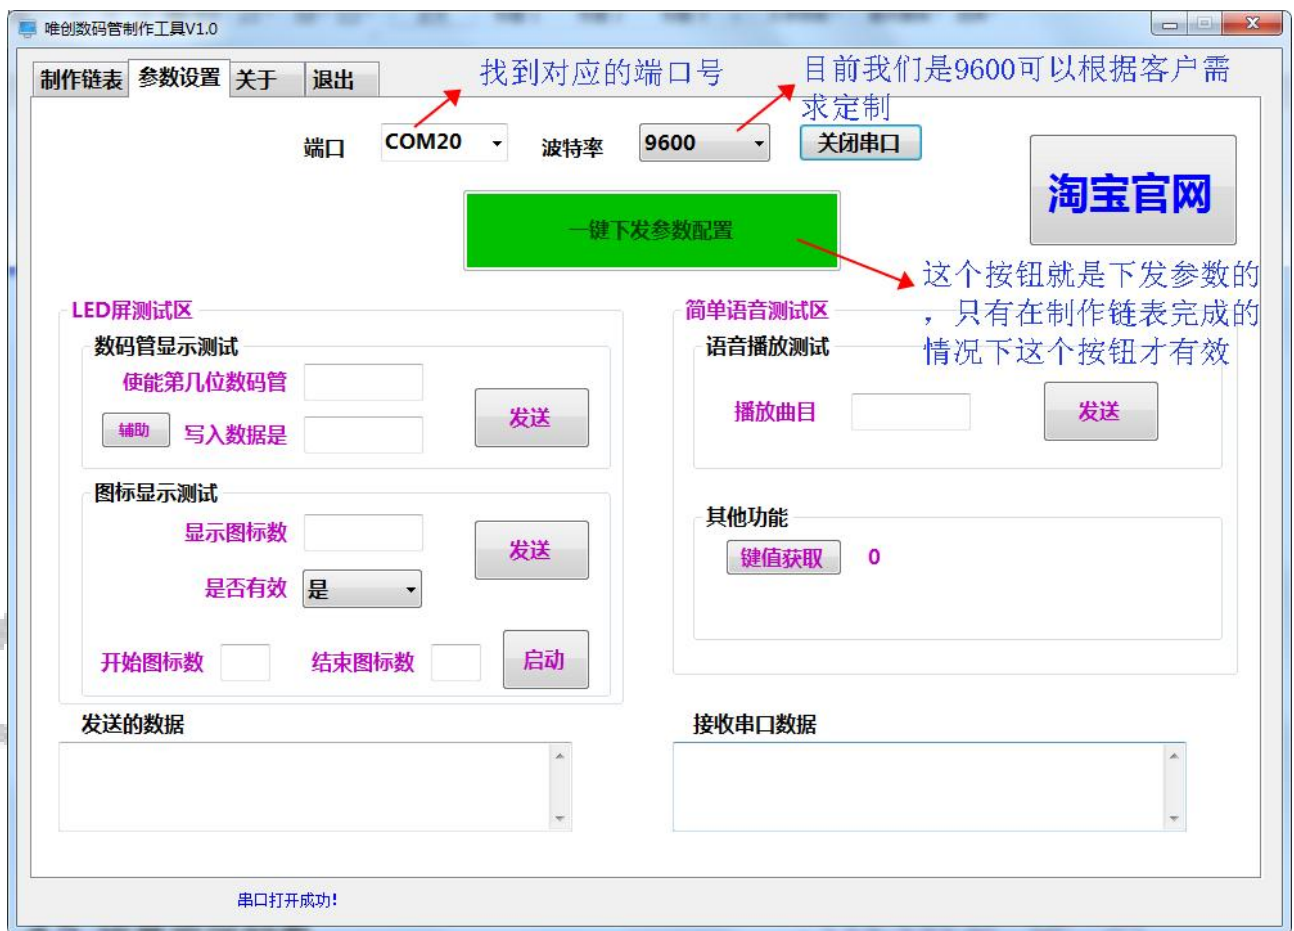 唯创数码管制作工具V1.0
制作链表 参数设置 关于 退出
找到对应的端口号
目前我们是9600可以根据客户需
求定制
端口 COM20 波特率 9600 关闭串口
淘宝官网
一键下发参数配置
这个按钮就是下发参数的
，只有在制作链表完成的
情况下这个按钮才有效
LED屏测试区
数码管显示测试
使能第几位数码管
辅助 写入数据是
发送
图标显示测试
显示图标数
发送
是否有效 是
开始图标数 结束图标数 启动
简单语音测试区
语音播放测试
播放曲目 发送
其他功能
键值获取 0
发送的数据
接收串口数据
串口打开成功!